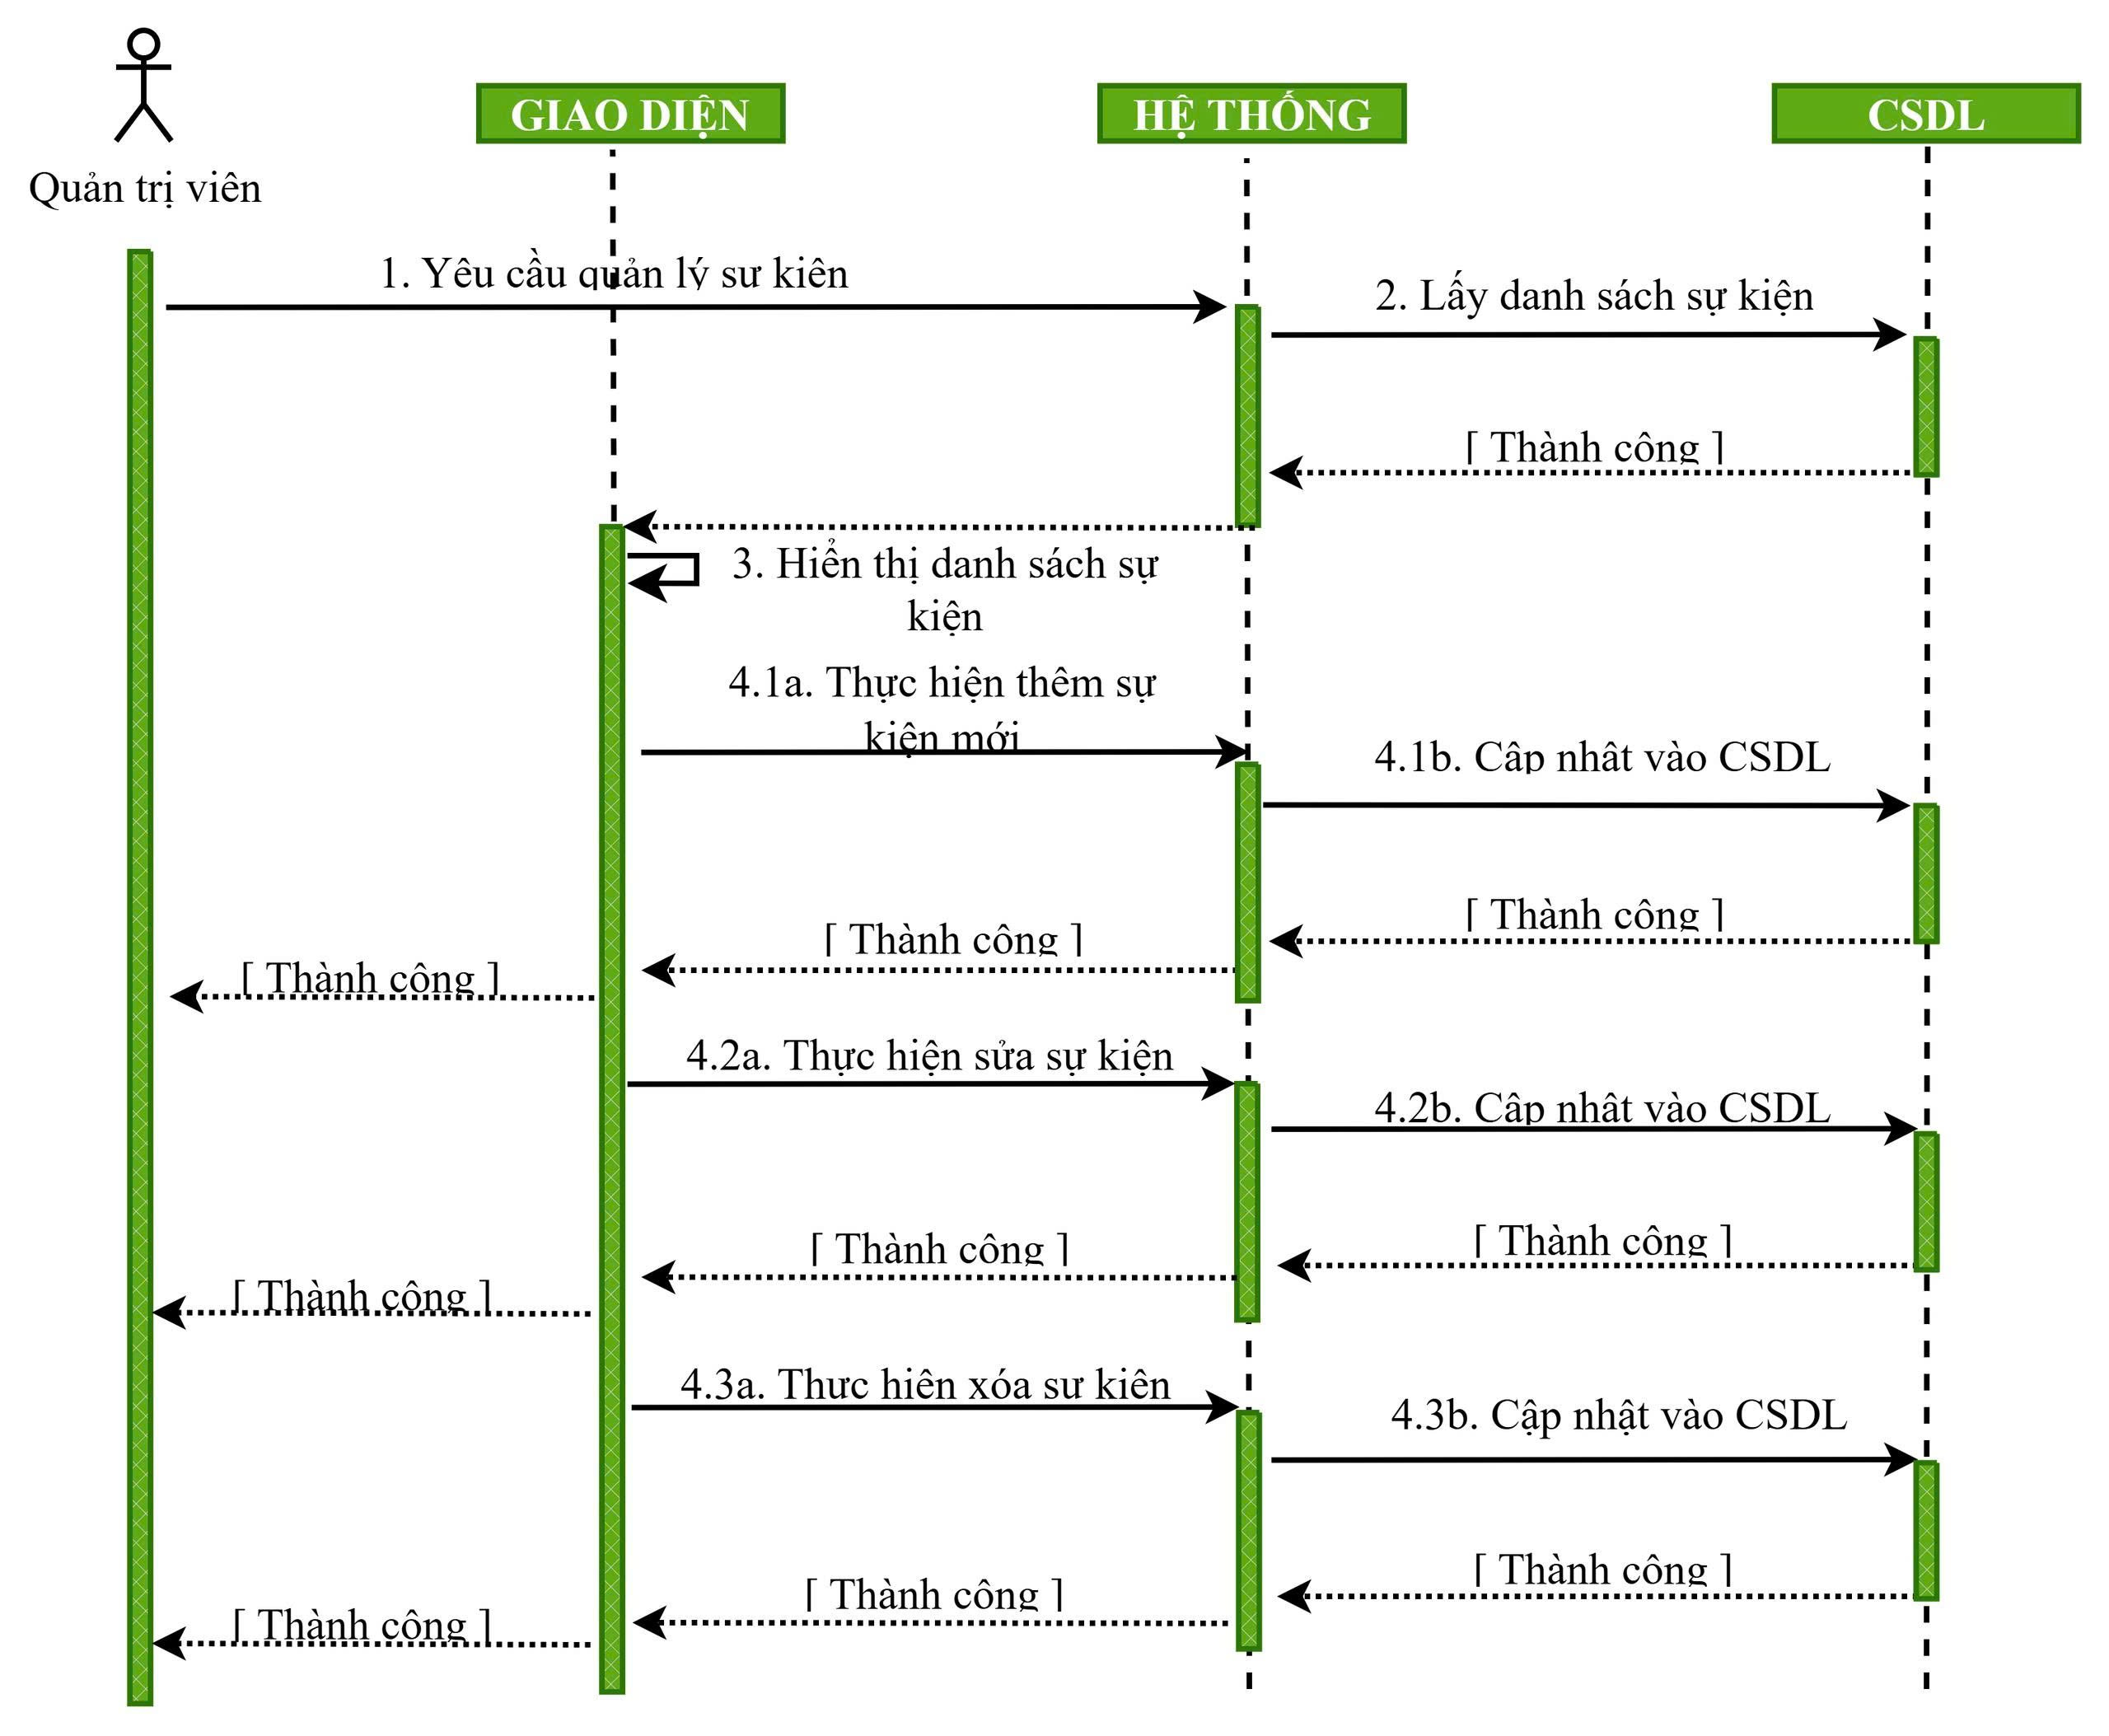 GIAO DIỆN
HỆ THỐNG
CSDL
Quản trị viên
1. Yêu cầu quản lý sự kiện
2. Lấy danh sách sự kiện
[ Thành công ]
3. Hiển thị danh sách sự
kiện
4.1a. Thực hiện thêm sự
kiện mới
4.1b. Cập nhật vào CSDL
[ Thành công ]
[ Thành công ]
[ Thành công ]
4.2a. Thực hiện sửa sự kiện
4.2b. Cập nhật vào CSDL
[ Thành công ]
[ Thành công ]
[ Thành công ]
4.3a. Thực hiện xóa sự kiện
4.3b. Cập nhật vào CSDL
[ Thành công ]
[ Thành công ]
[ Thành công ]